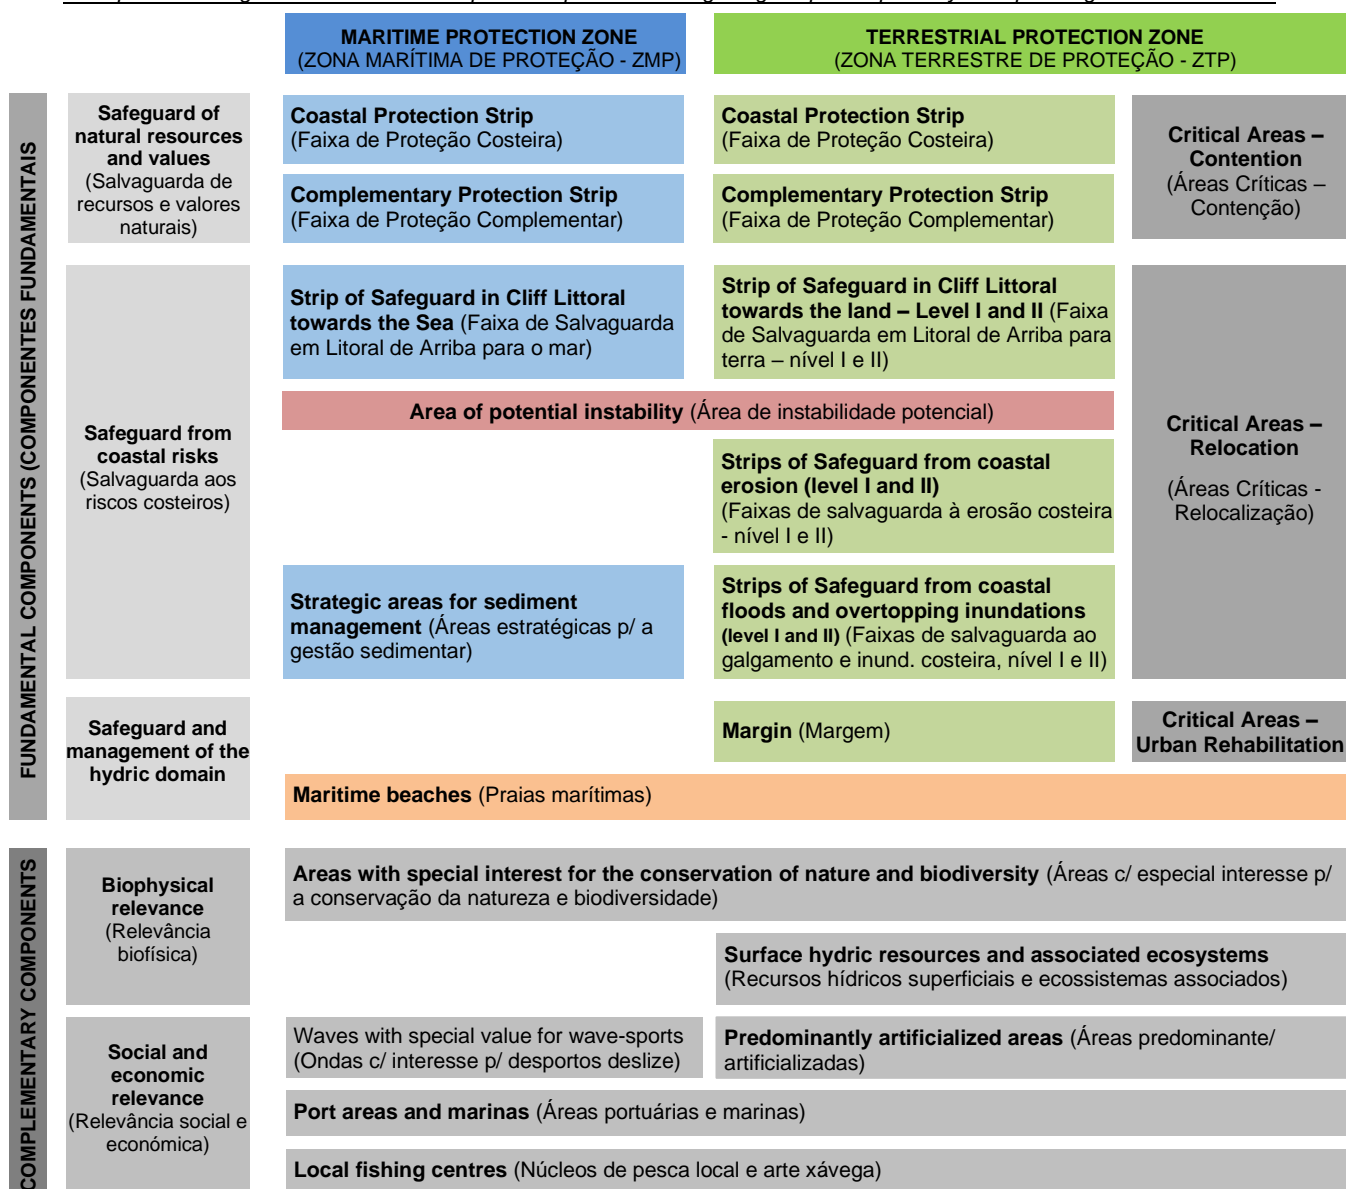 MARITIME PROTECTION ZONE
(ZONA MARÍTIMA DE PROTEÇÃO - ZMP)
TERRESTRIAL PROTECTION ZONE
(ZONA TERRESTRE DE PROTEÇÃO - ZTP)
FUNDAMENTAL COMPONENTS (COMPONENTES FUNDAMENTAIS
Safeguard of
natural resources
and values
(Salvaguarda de
recursos e valores
naturais)
Coastal Protection Strip
(Faixa de Proteção Costeira)
Complementary Protection Strip
(Faixa de Proteção Complementar)
Coastal Protection Strip
(Faixa de Proteção Costeira)
Complementary Protection Strip
(Faixa de Proteção Complementar)
Critical Areas –
Contention
(Áreas Críticas –
Contenção)
Safeguard from
coastal risks
(Salvaguarda aos
riscos costeiros)
Strip of Safeguard in Cliff Littoral
towards the Sea (Faixa de Salvaguarda
em Litoral de Arriba para o mar)
Strip of Safeguard in Cliff Littoral
towards the land – Level I and II (Faixa
de Salvaguarda em Litoral de Arriba para
terra – nível I e II)
Area of potential instability (Área de instabilidade potencial)
Strips of Safeguard from coastal
erosion (level I and II)
(Faixas de salvaguarda à erosão costeira
- nível I e II)
Strategic areas for sediment
management (Áreas estratégicas p/ a
gestão sedimentar)
Strips of Safeguard from coastal
floods and overtopping inundations
(level I and II) (Faixas de salvaguarda ao
galgamento e inund. costeira, nível I e II)
Critical Areas –
Relocation
(Áreas Críticas -
Relocalização)
Safeguard and
management of the
hydric domain
Margin (Margem)
Critical Areas –
Urban Rehabilitation
Maritime beaches (Praias marítimas)
COMPLEMENTARY COMPONENTS
Biophysical
relevance
(Relevância
biofísica)
Areas with special interest for the conservation of nature and biodiversity (Áreas c/ especial interesse p/
a conservação da natureza e biodiversidade)
Surface hydric resources and associated ecosystems
(Recursos hídricos superficiais e ecossistemas associados)
Social and
economic
relevance
(Relevância social e
económica)
Waves with special value for wave-sports
(Ondas c/ interesse p/ desportos deslize)
Predominantly artificialized areas (Áreas predominante/
artificializadas)
Port areas and marinas (Áreas portuárias e marinas)
Local fishing centres (Núcleos de pesca local e arte xávega)